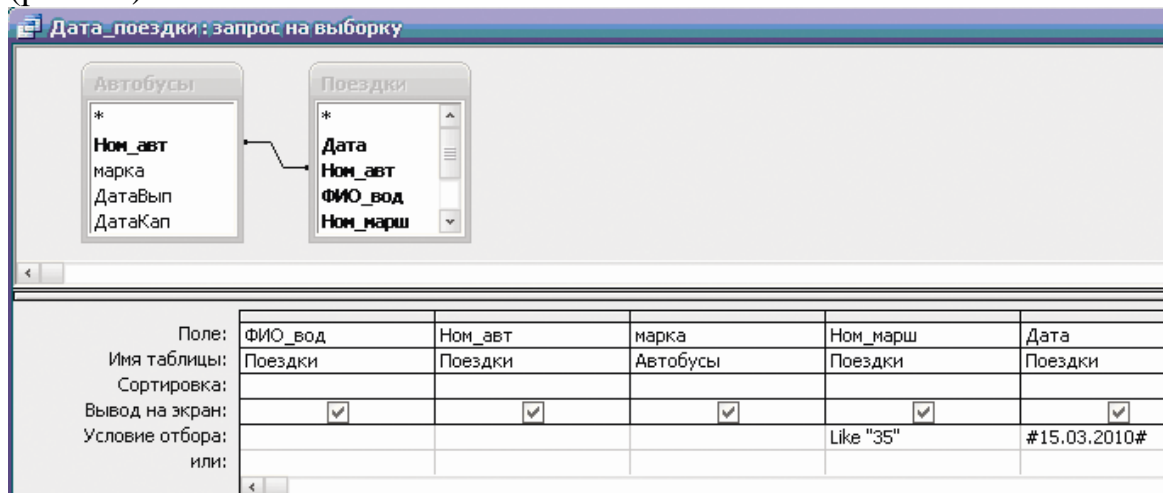 Дата_поездки : запрос на выборку
Автобусы
*
Ном_авт
марка
ДатаВып
ДатаКап
Поездки
*
Дата
Ном_авт
ФИО_вод
Ном_марш
Поле: ФИО_вод Ном_авт марка Ном_марш Дата
Имя таблицы: Поездки Поездки Автобусы Поездки Поездки
Сортировка:
Вывод на экран:
Условие отбора: Like "35" #15.03.2010#
или: